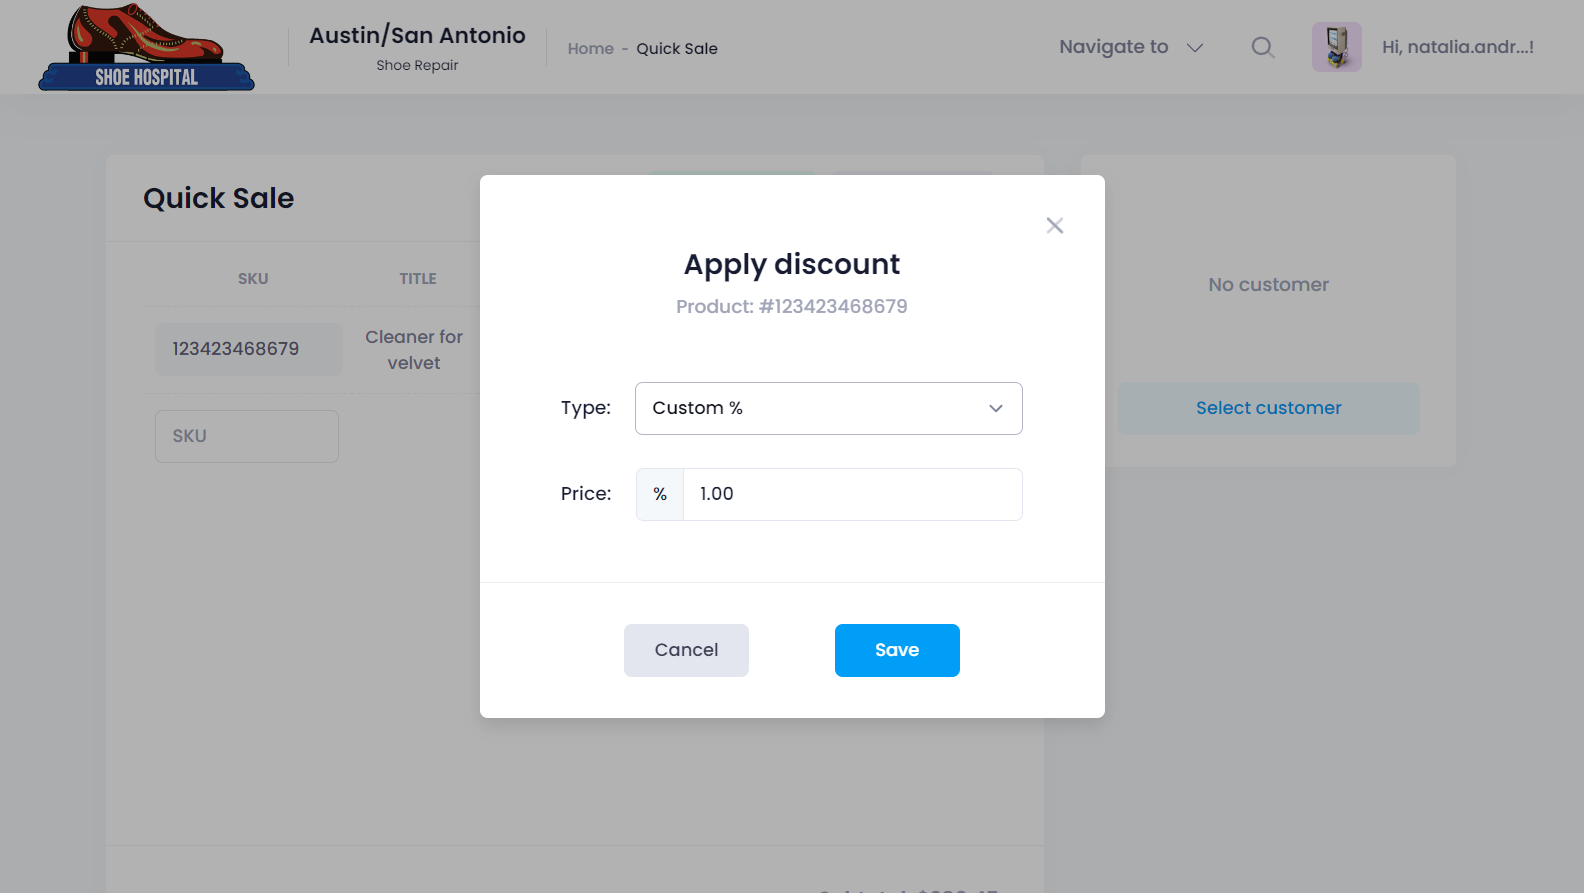 SHOE HOSPITAL
Austin/San Antonio
Shoe Repair
Home - Quick Sale
Navigate to
Hi, natalia.andr...!
Quick Sale
SKU
TITLE
123423468679
Cleaner for
velvet
SKU
Apply discount
Product: #123423468679
Type:
Custom %
Price:
%
1.00
Cancel
Save
No customer
Select customer